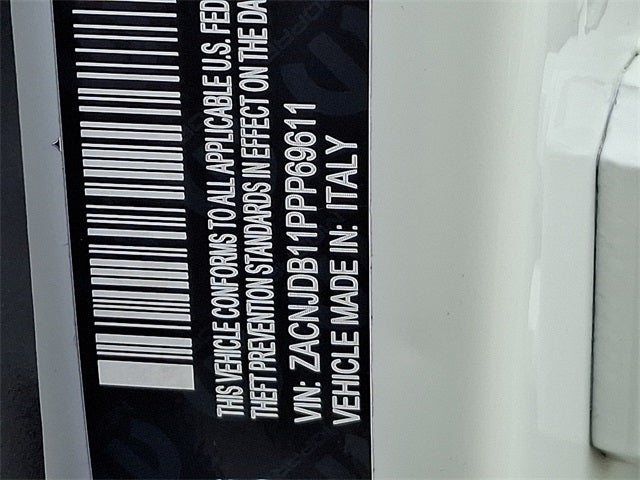 THIS VEHICLE CONFORMS TO ALL APPLICABLE U.S. FED
THEFT PREVENTION STANDARDS IN EFFECT ON THE DA
VIN: ZACNJDB11PPP69611
VEHICLE MADE IN: ITALY